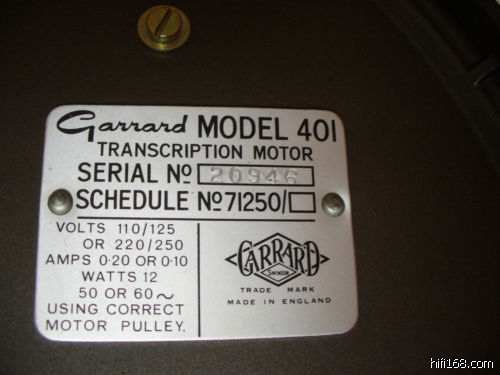 Garrard MODEL 401
TRANSCRIPTION MOTOR
SERIAL No 20946
SCHEDULE No 71250/
VOLTS 110/125
OR 220/250
AMPS 0·20 OR 0·10
WATTS 12
50 OR 60~
USING CORRECT
MOTOR PULLEY.
GARRARD
SWINDON
TRADE MARK
MADE IN ENGLAND
hifi168.com